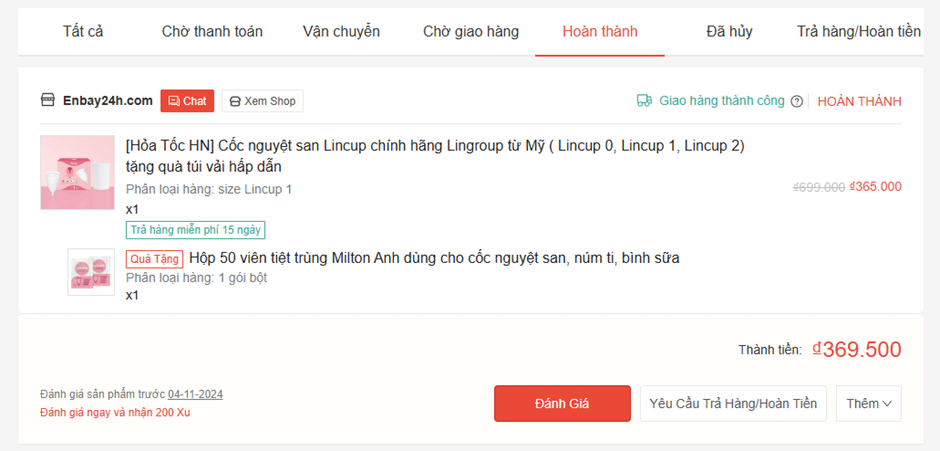 Tất cả Chờ thanh toán Vận chuyển Chờ giao hàng Hoàn thành Đã hủy Trả hàng/Hoàn tiền
Enbay24h.com Chat Xem Shop Giao hàng thành công HOÀN THÀNH
[Hỏa Tốc HN] Cốc nguyệt san Lincup chính hãng Lingroup từ Mỹ ( Lincup 0, Lincup 1, Lincup 2)
tặng quà túi vải hấp dẫn
Phân loại hàng: size Lincup 1
₫699.000 ₫365.000
x1
Trả hàng miễn phí 15 ngày
Quà Tặng Hộp 50 viên tiệt trùng Milton Anh dùng cho cốc nguyệt san, núm ti, bình sữa
Phân loại hàng: 1 gói bột
x1
Thành tiền: ₫369.500
Đánh giá sản phẩm trước 04-11-2024
Đánh giá ngay và nhận 200 Xu
Đánh Giá Yêu Cầu Trả Hàng/Hoàn Tiền Thêm